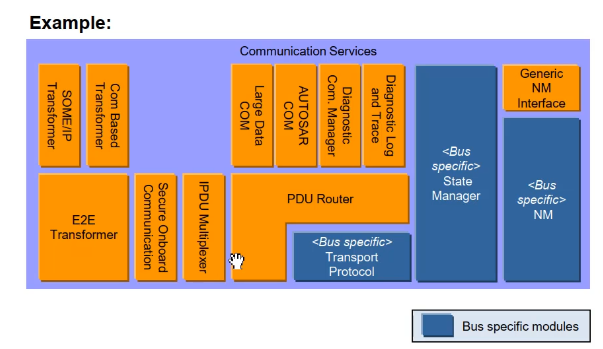 Example:
Communication Services
SOME/IP
Transformer
Com Based
Transformer
Large Data
COM
AUTOSAR
COM
Diagnostic
Com. Manager
Diagnostic Log
and Trace
<Bus
specific>
State
Manager
Generic
NM
Interface
E2E
Transformer
Secure Onboard
Communication
IPDU Multiplexer
PDU Router
<Bus specific>
Transport
Protocol
<Bus
specific>
NM
Bus specific modules